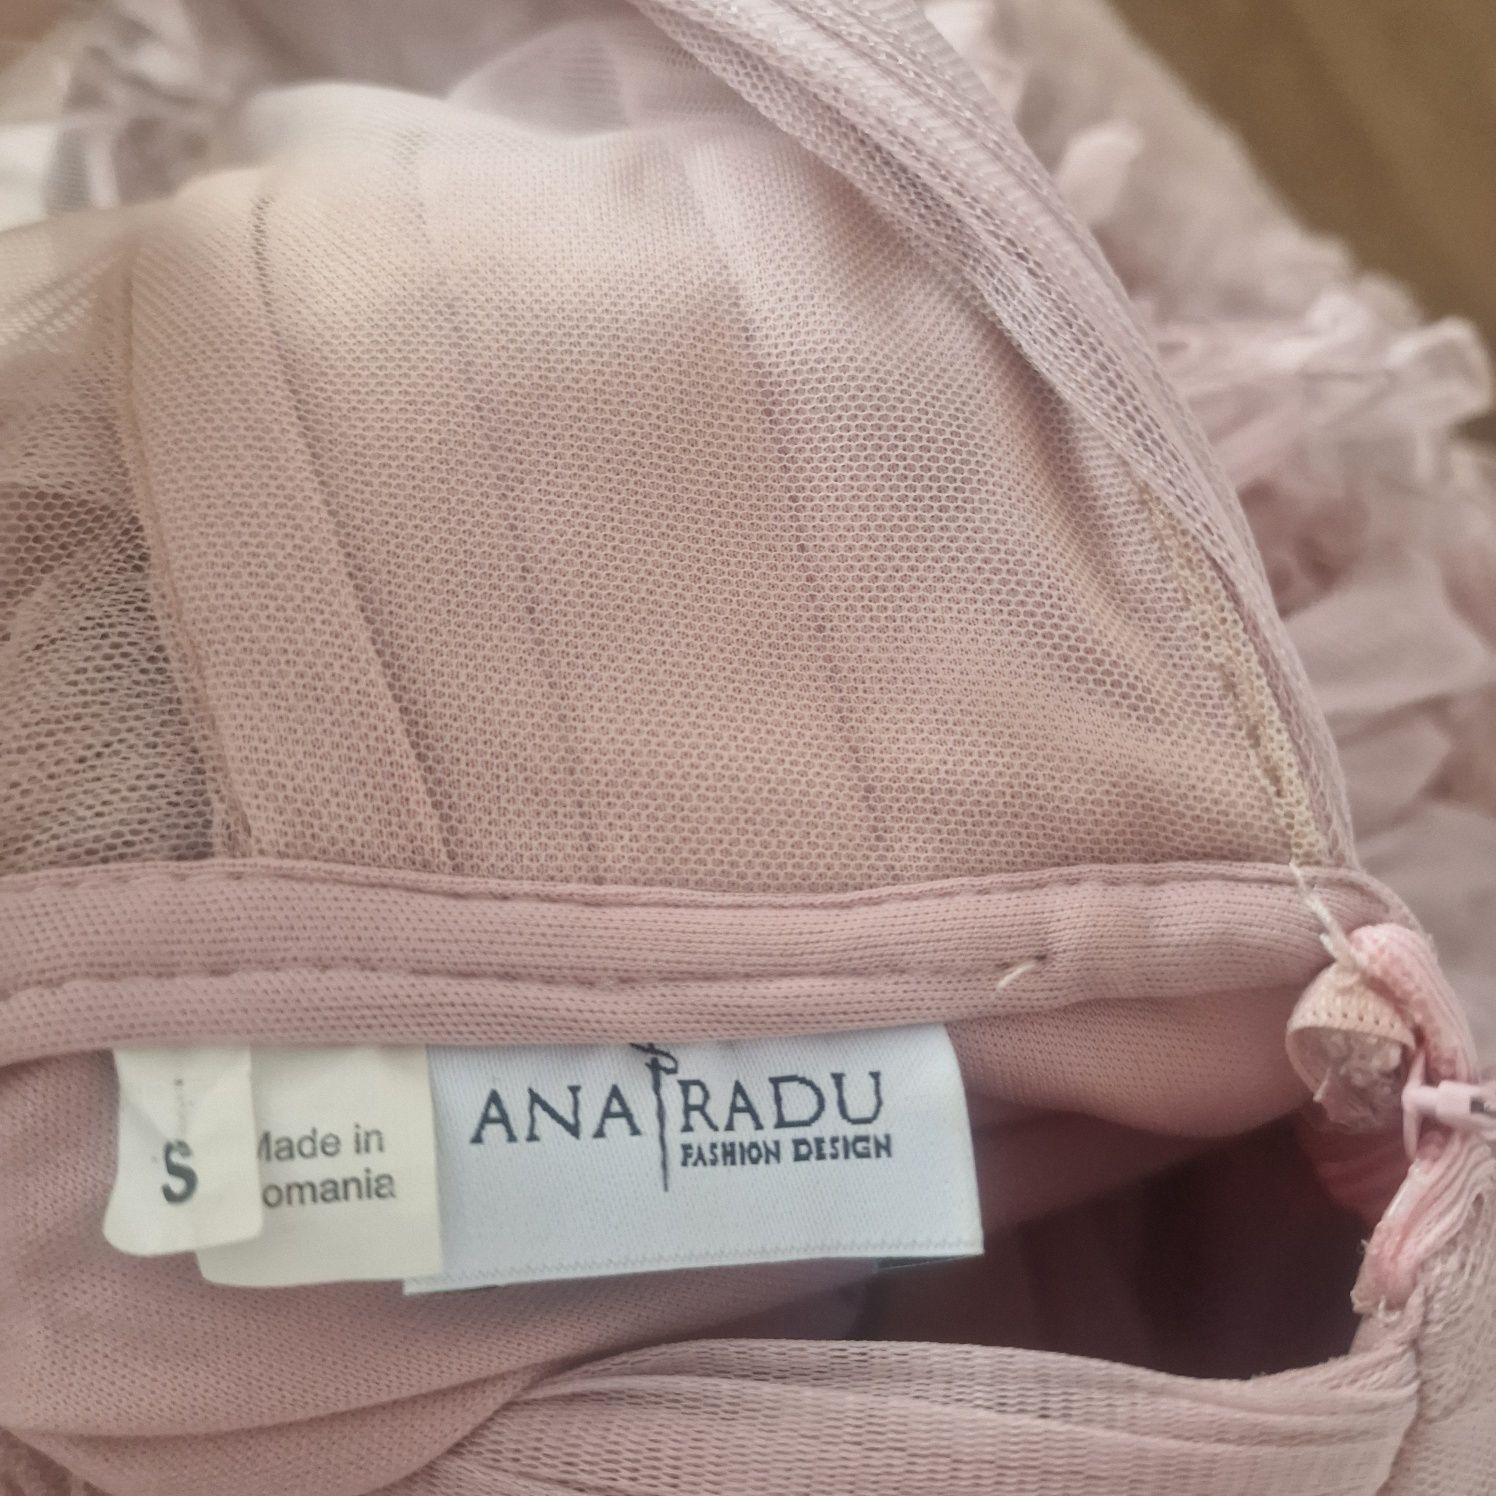 S
Made in
omania
ANA RADU
FASHION DESIGN